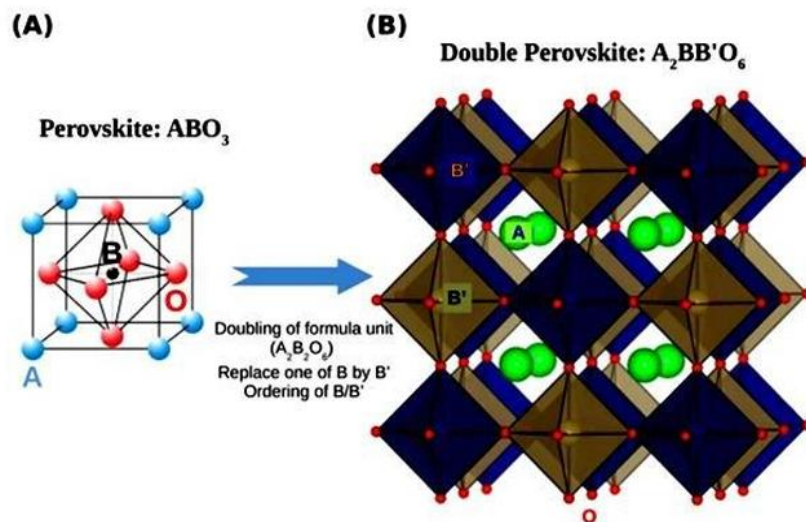 (A)
Perovskite: ABO₃
B
O
A
Doubling of formula unit
(A₂B₂O₆)
Replace one of B by B'
Ordering of B/B'
(B)
Double Perovskite: A₂BB'O₆
B'
A
B'
O